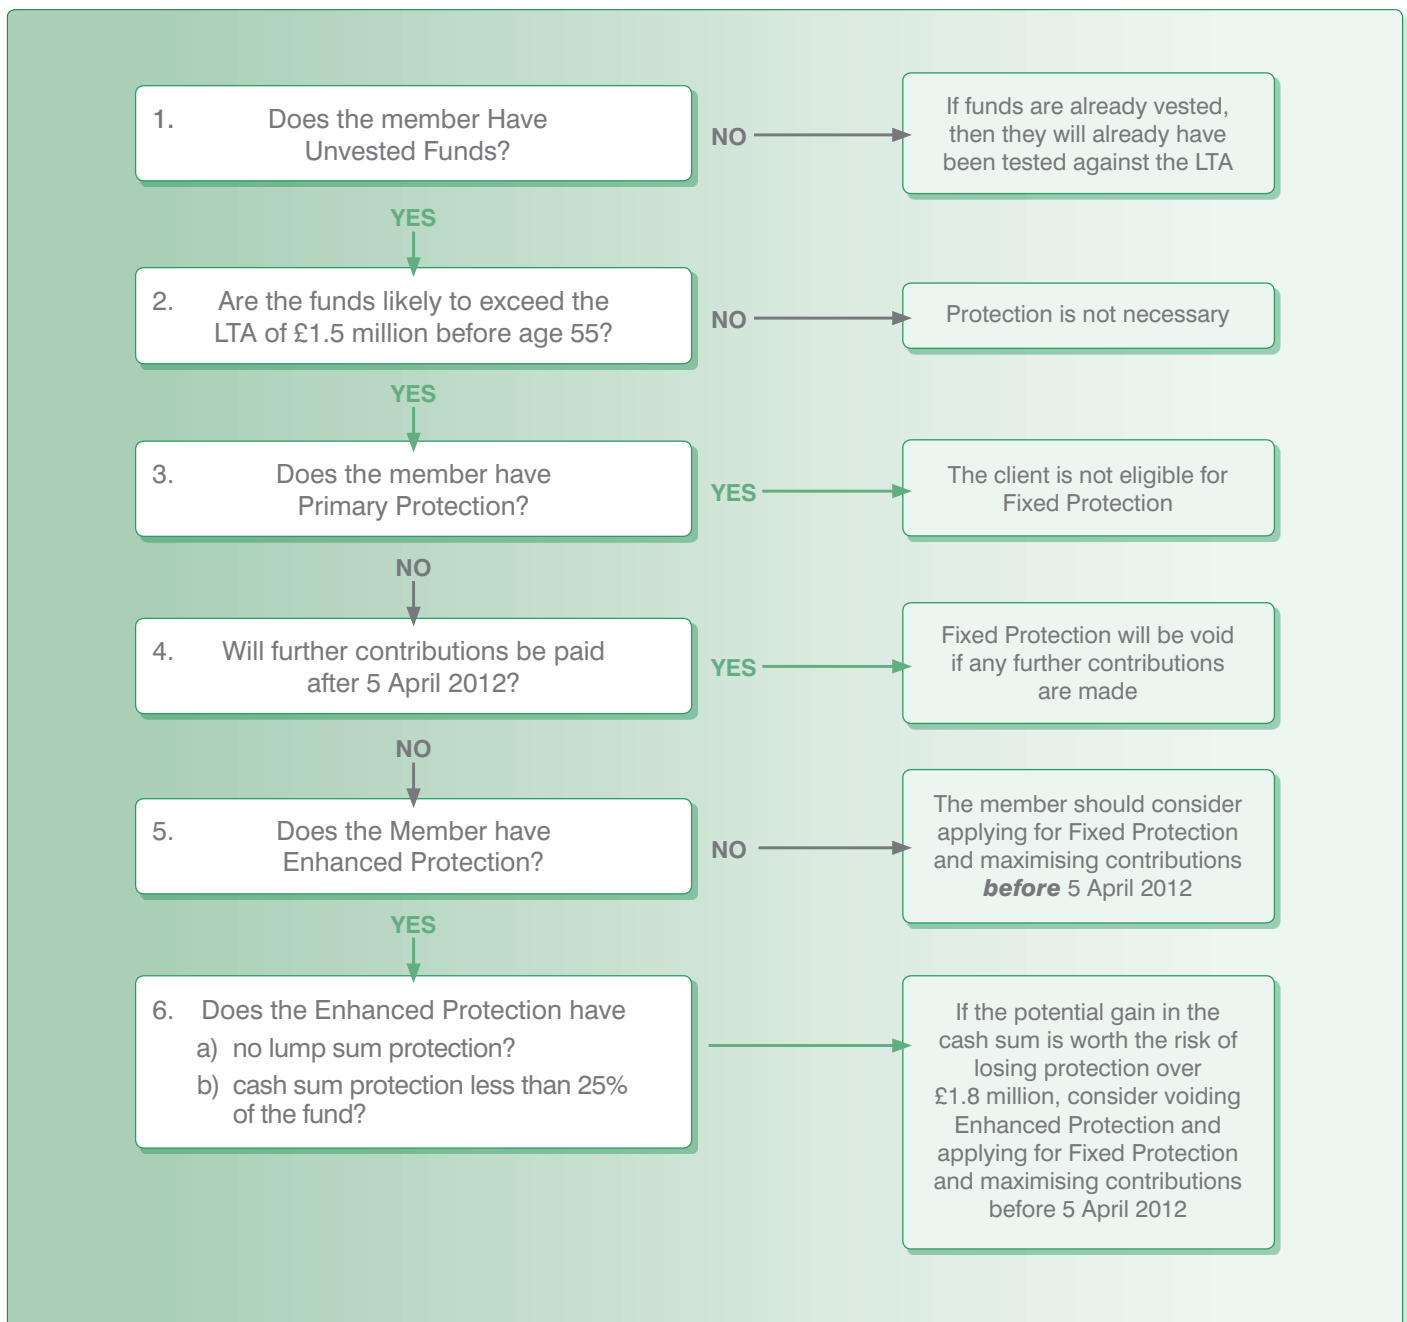 1. Does the member Have
Unvested Funds?
NO
If funds are already vested,
then they will already have
been tested against the LTA
YES
2. Are the funds likely to exceed the
LTA of £1.5 million before age 55?
NO
Protection is not necessary
YES
3. Does the member have
Primary Protection?
YES
The client is not eligible for
Fixed Protection
NO
4. Will further contributions be paid
after 5 April 2012?
YES
Fixed Protection will be void
if any further contributions
are made
NO
5. Does the Member have
Enhanced Protection?
NO
The member should consider
applying for Fixed Protection
and maximising contributions
before 5 April 2012
YES
6. Does the Enhanced Protection have
a) no lump sum protection?
b) cash sum protection less than 25%
of the fund?
If the potential gain in the
cash sum is worth the risk of
losing protection over
£1.8 million, consider voiding
Enhanced Protection and
applying for Fixed Protection
and maximising contributions
before 5 April 2012